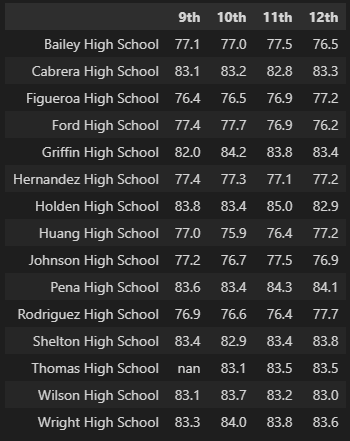 9th 10th 11th 12th
Bailey High School 77.1 77.0 77.5 76.5
Cabrera High School 83.1 83.2 82.8 83.3
Figueroa High School 76.4 76.5 76.9 77.2
Ford High School 77.4 77.7 76.9 76.2
Griffin High School 82.0 84.2 83.8 83.4
Hernandez High School 77.4 77.3 77.1 77.2
Holden High School 83.8 83.4 85.0 82.9
Huang High School 77.0 75.9 76.4 77.2
Johnson High School 77.2 76.7 77.5 76.9
Pena High School 83.6 83.4 84.3 84.1
Rodriguez High School 76.9 76.6 76.4 77.7
Shelton High School 83.4 82.9 83.4 83.8
Thomas High School nan 83.1 83.5 83.5
Wilson High School 83.1 83.7 83.2 83.0
Wright High School 83.3 84.0 83.8 83.6